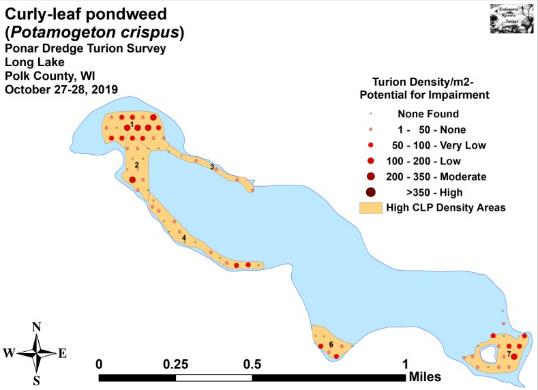 Curly-leaf pondweed
(Potamogeton crispus)
Ponar Dredge Turion Survey
Long Lake
Polk County, WI
October 27-28, 2019
Endangered
Resource
Services
Turion Density/m2-
Potential for Impairment
None Found
1 - 50 - None
50 - 100 - Very Low
100 - 200 - Low
200 - 350 - Moderate
>350 - High
High CLP Density Areas
1
2
3
4
6
7
N
W E
S
0 0.25 0.5 1
Miles